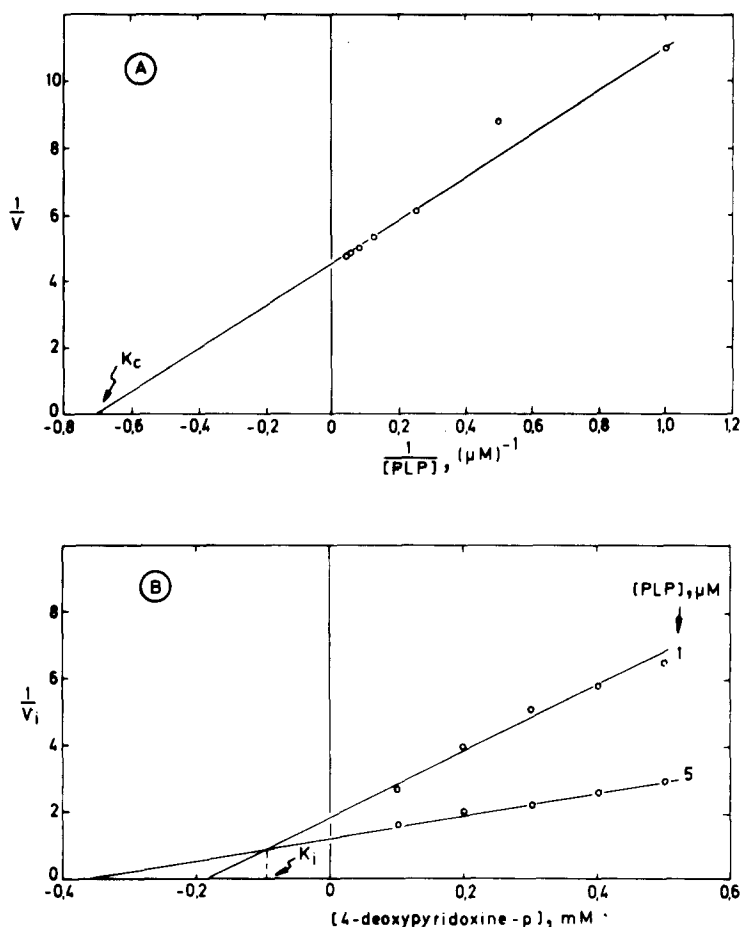 A
10
8
6
4
2
0
1
V
Kc
-0,8 -0,6 -0,4 -0,2 0 0,2 0,4 0,6 0,8 1,0 1,2
1
[PLP] , (μM)-1
B
[PLP],μM
8
6
4
2
0
1
Vi
1
5
Ki
-0,4 -0,2 0 0,2 0,4 0,6
[4-deoxypyridoxine-p], mM